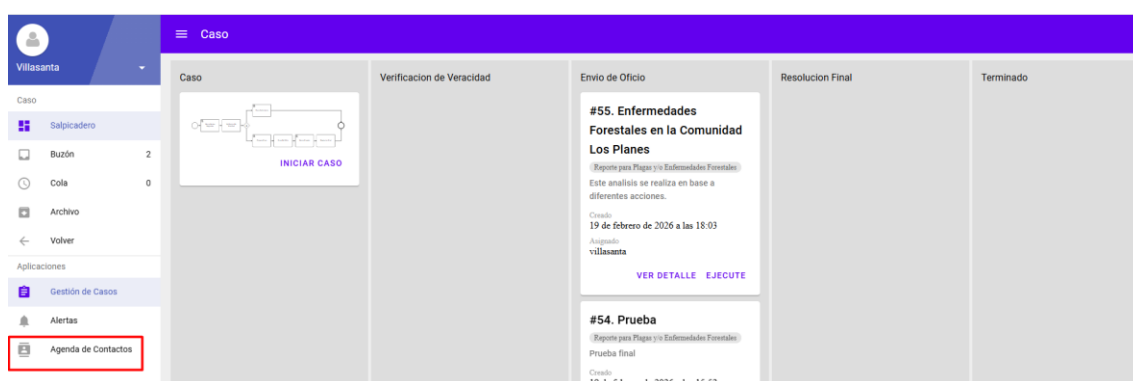 Caso
Villasanta
Caso
Salpicadero
Buzón 2
Cola 0
Archivo
Volver
Aplicaciones
Gestión de Casos
Alertas
Agenda de Contactos
Caso
INICIAR CASO
Verificacion de Veracidad
Envio de Oficio
#55. Enfermedades
Forestales en la Comunidad
Los Planes
Reporte para Plagas y/o Enfermedades Forestales
Este analisis se realiza en base a
diferentes acciones.
Creado
19 de febrero de 2026 a las 18:03
Asignado
villasanta
VER DETALLE EJECUTE
#54. Prueba
Reporte para Plagas y/o Enfermedades Forestales
Prueba final
Creado
Resolucion Final
Terminado